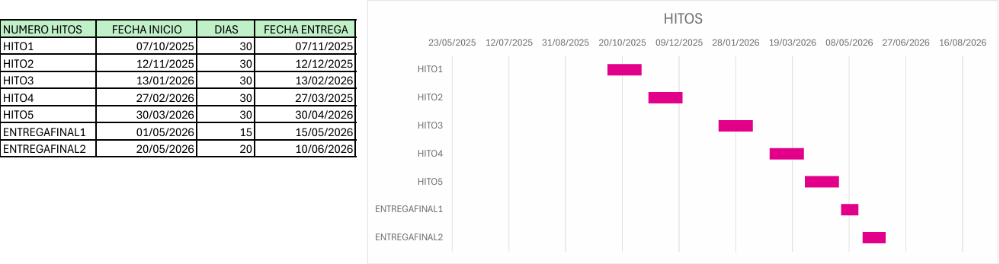 NUMERO HITOS FECHA INICIO DIAS FECHA ENTREGA
HITO1 07/10/2025 30 07/11/2025
HITO2 12/11/2025 30 12/12/2025
HITO3 13/01/2026 30 13/02/2026
HITO4 27/02/2026 30 27/03/2025
HITO5 30/03/2026 30 30/04/2026
ENTREGAFINAL1 01/05/2026 15 15/05/2026
ENTREGAFINAL2 20/05/2026 20 10/06/2026
HITOS
23/05/2025 12/07/2025 31/08/2025 20/10/2025 09/12/2025 28/01/2026 19/03/2026 08/05/2026 27/06/2026 16/08/2026
HITO1
HITO2
HITO3
HITO4
HITO5
ENTREGAFINAL1
ENTREGAFINAL2